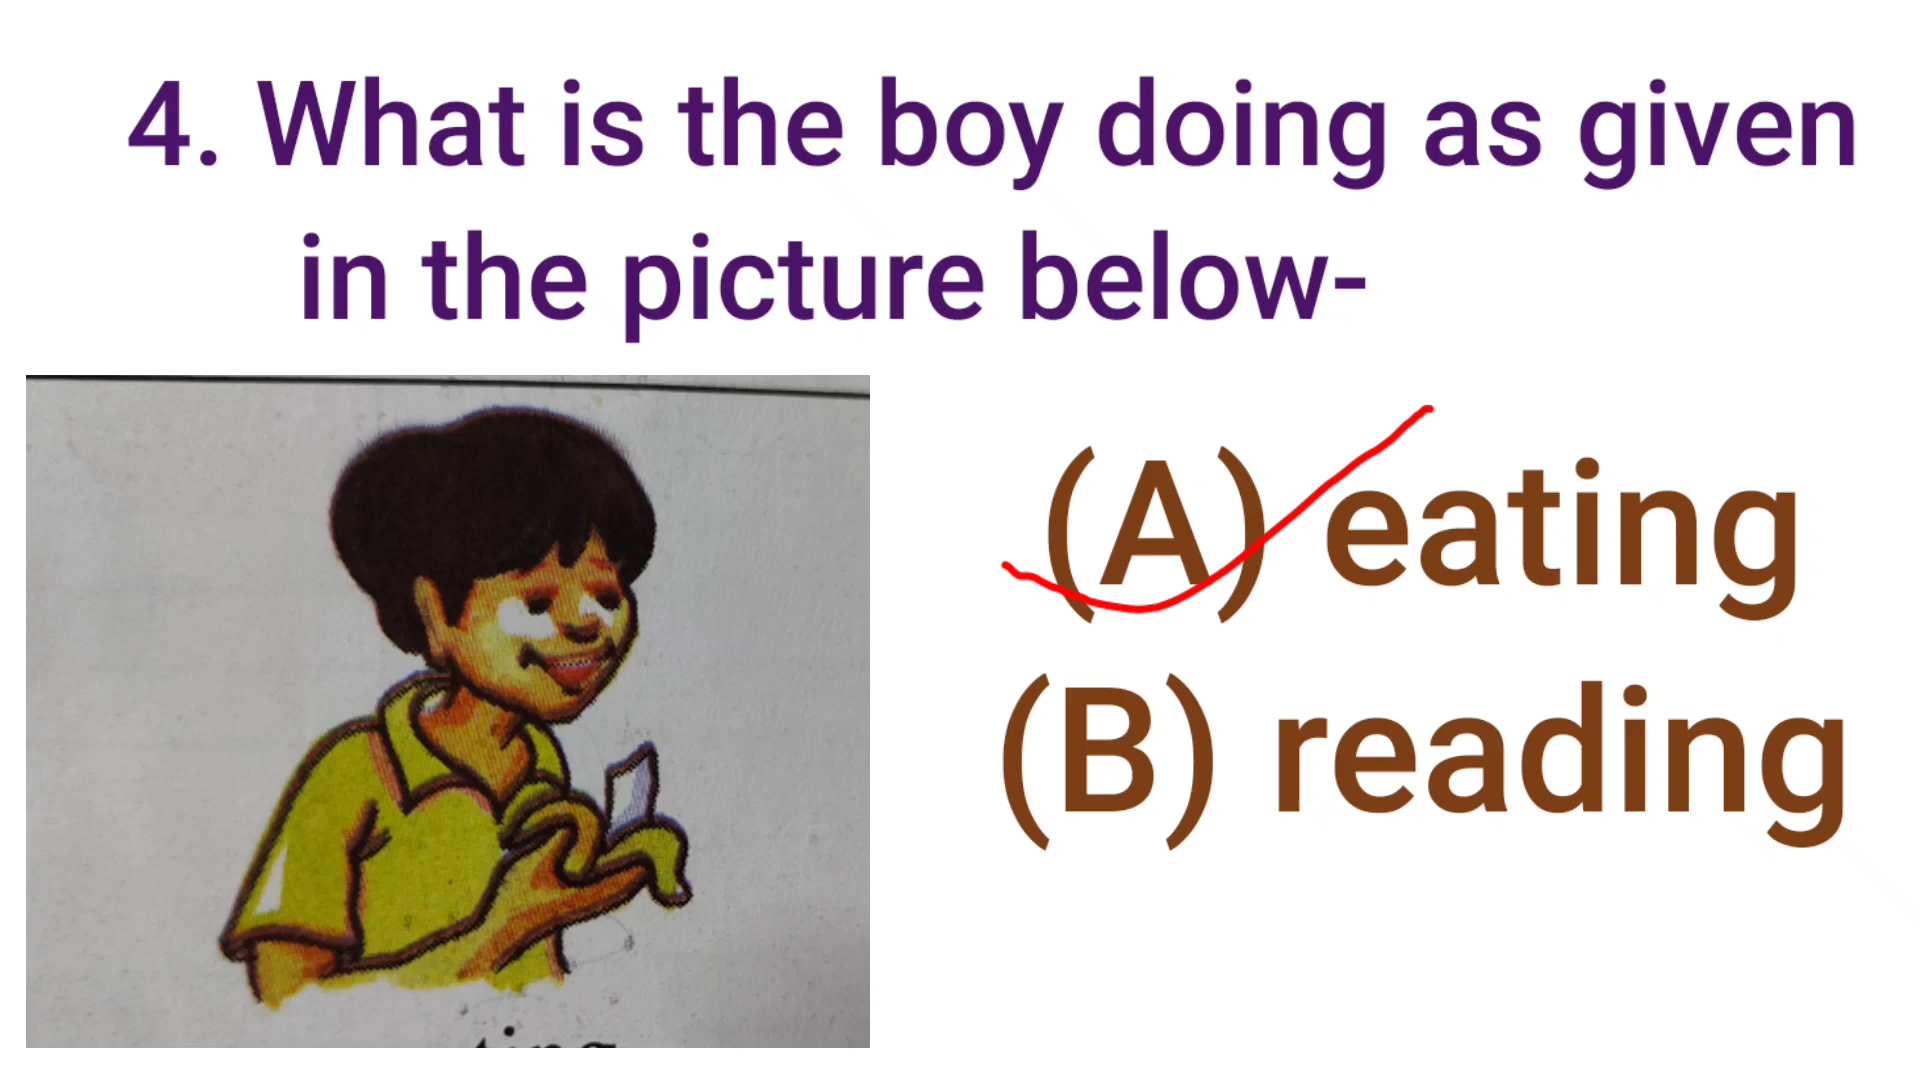 4. What is the boy doing as given
in the picture below-
(A) eating
(B) reading